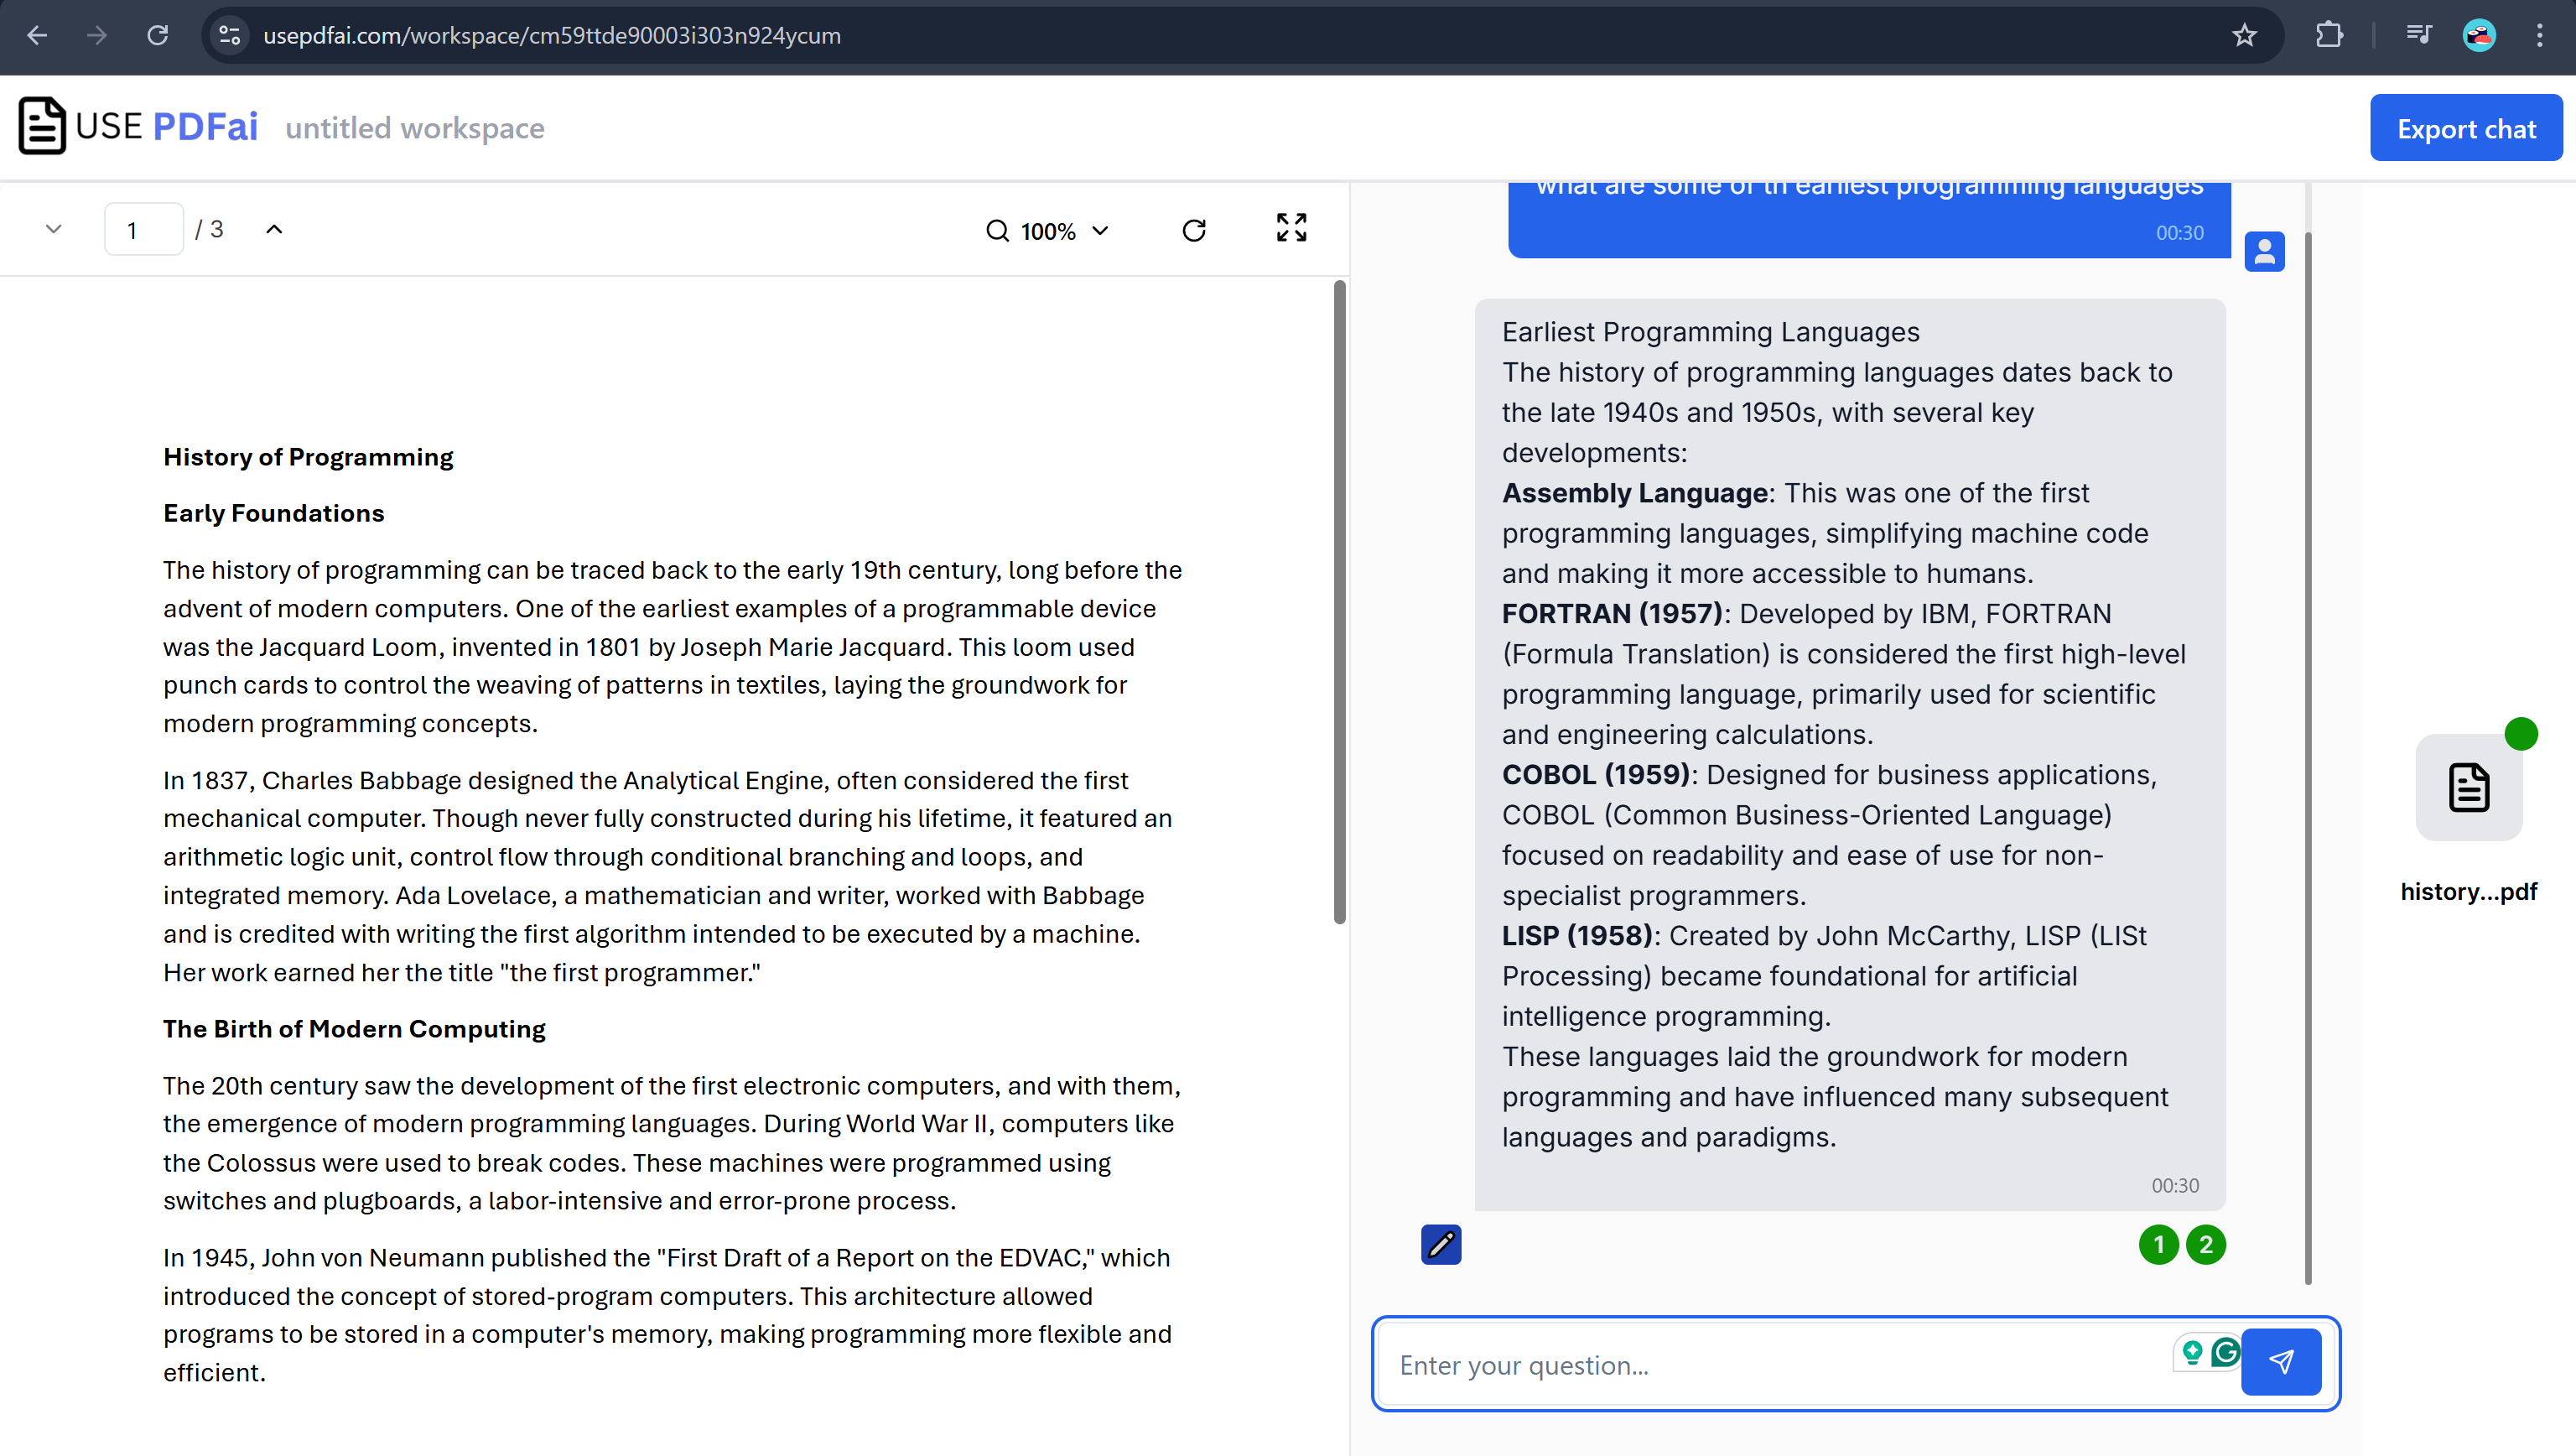 usepdfai.com/workspace/cm59ttde90003i303n924ycum
USE PDFai
untitled workspace
Export chat
1 / 3
100%
History of Programming
Early Foundations
The history of programming can be traced back to the early 19th century, long before the
advent of modern computers. One of the earliest examples of a programmable device
was the Jacquard Loom, invented in 1801 by Joseph Marie Jacquard. This loom used
punch cards to control the weaving of patterns in textiles, laying the groundwork for
modern programming concepts.
In 1837, Charles Babbage designed the Analytical Engine, often considered the first
mechanical computer. Though never fully constructed during his lifetime, it featured an
arithmetic logic unit, control flow through conditional branching and loops, and
integrated memory. Ada Lovelace, a mathematician and writer, worked with Babbage
and is credited with writing the first algorithm intended to be executed by a machine.
Her work earned her the title "the first programmer."
The Birth of Modern Computing
The 20th century saw the development of the first electronic computers, and with them,
the emergence of modern programming languages. During World War II, computers like
the Colossus were used to break codes. These machines were programmed using
switches and plugboards, a labor-intensive and error-prone process.
In 1945, John von Neumann published the "First Draft of a Report on the EDVAC," which
introduced the concept of stored-program computers. This architecture allowed
programs to be stored in a computer's memory, making programming more flexible and
efficient.
what are some of th earliest programming languages
00:30
Earliest Programming Languages
The history of programming languages dates back to
the late 1940s and 1950s, with several key
developments:
Assembly Language: This was one of the first
programming languages, simplifying machine code
and making it more accessible to humans.
FORTRAN (1957): Developed by IBM, FORTRAN
(Formula Translation) is considered the first high-level
programming language, primarily used for scientific
and engineering calculations.
COBOL (1959): Designed for business applications,
COBOL (Common Business-Oriented Language)
focused on readability and ease of use for non-
specialist programmers.
LISP (1958): Created by John McCarthy, LISP (LISt
Processing) became foundational for artificial
intelligence programming.
These languages laid the groundwork for modern
programming and have influenced many subsequent
languages and paradigms.
00:30
1 2
Enter your question...
history...pdf